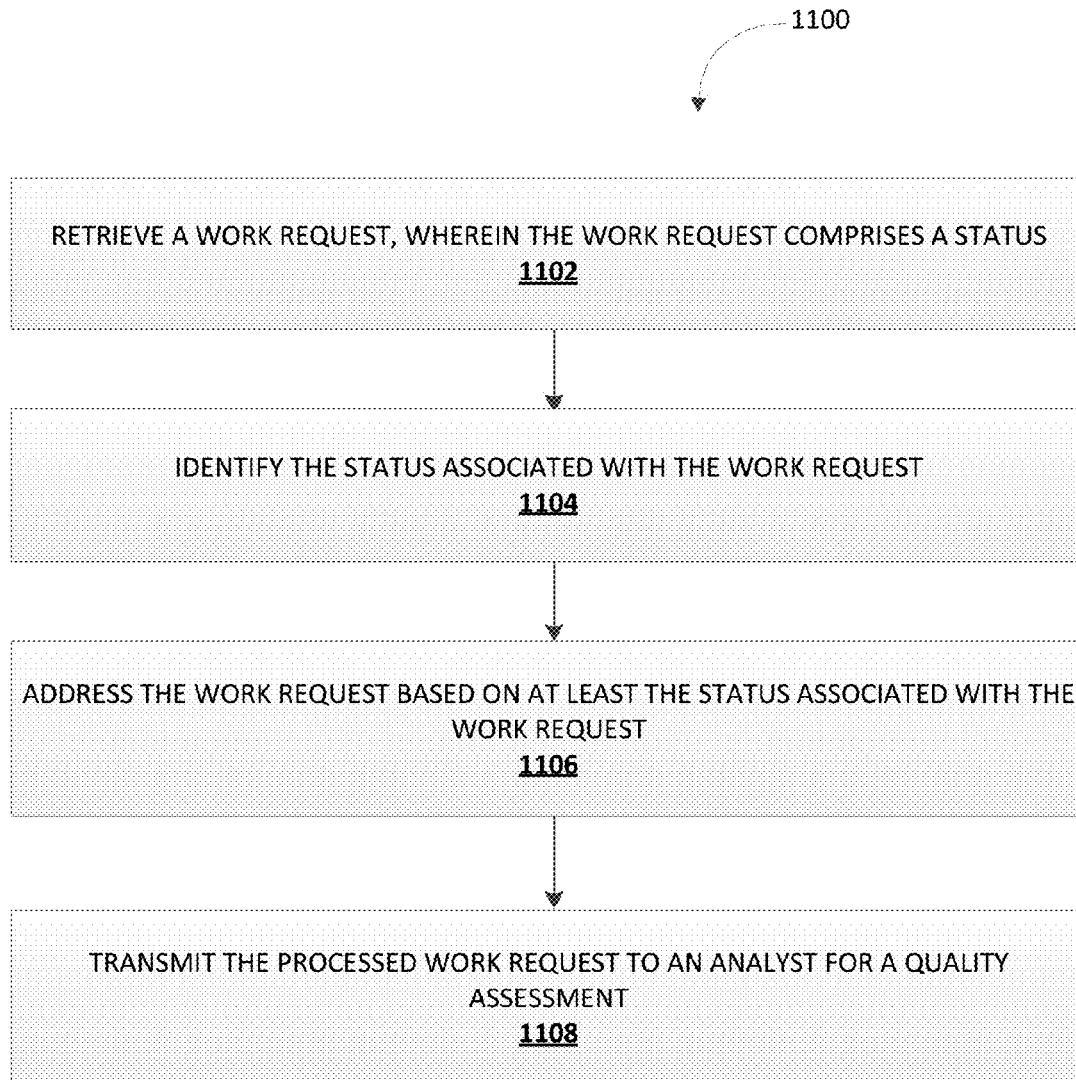 1100
RETRIEVE A WORK REQUEST, WHEREIN THE WORK REQUEST COMPRISES A STATUS
1102
IDENTIFY THE STATUS ASSOCIATED WITH THE WORK REQUEST
1104
ADDRESS THE WORK REQUEST BASED ON AT LEAST THE STATUS ASSOCIATED WITH THE
WORK REQUEST
1106
TRANSMIT THE PROCESSED WORK REQUEST TO AN ANALYST FOR A QUALITY
ASSESSMENT
1108